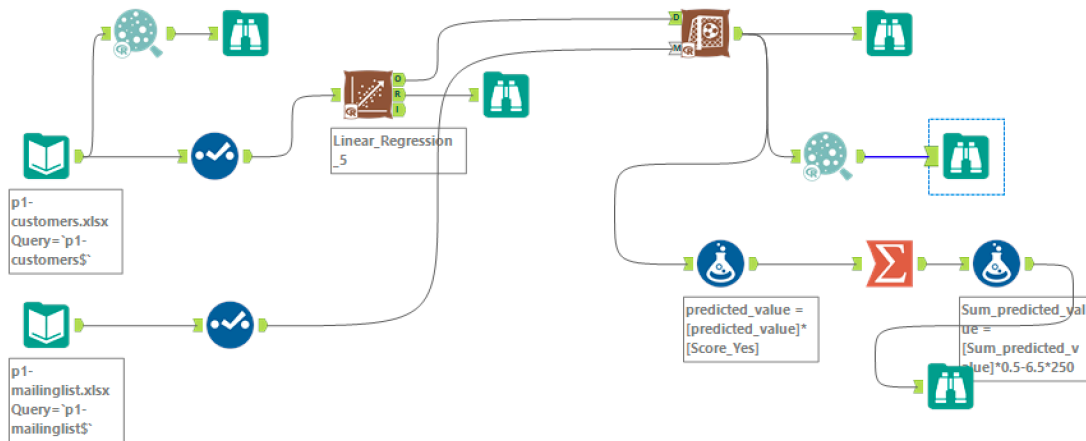 D
M
O
R
I
Linear_Regression
_5
p1-
customers.xlsx
Query=`p1-
customers$`
predicted_value =
[predicted_value]*
[Score_Yes]
Sum_predicted_val
ue =
[Sum_predicted_v
alue]*0.5-6.5*250
p1-
mailinglist.xlsx
Query=`p1-
mailinglist$`